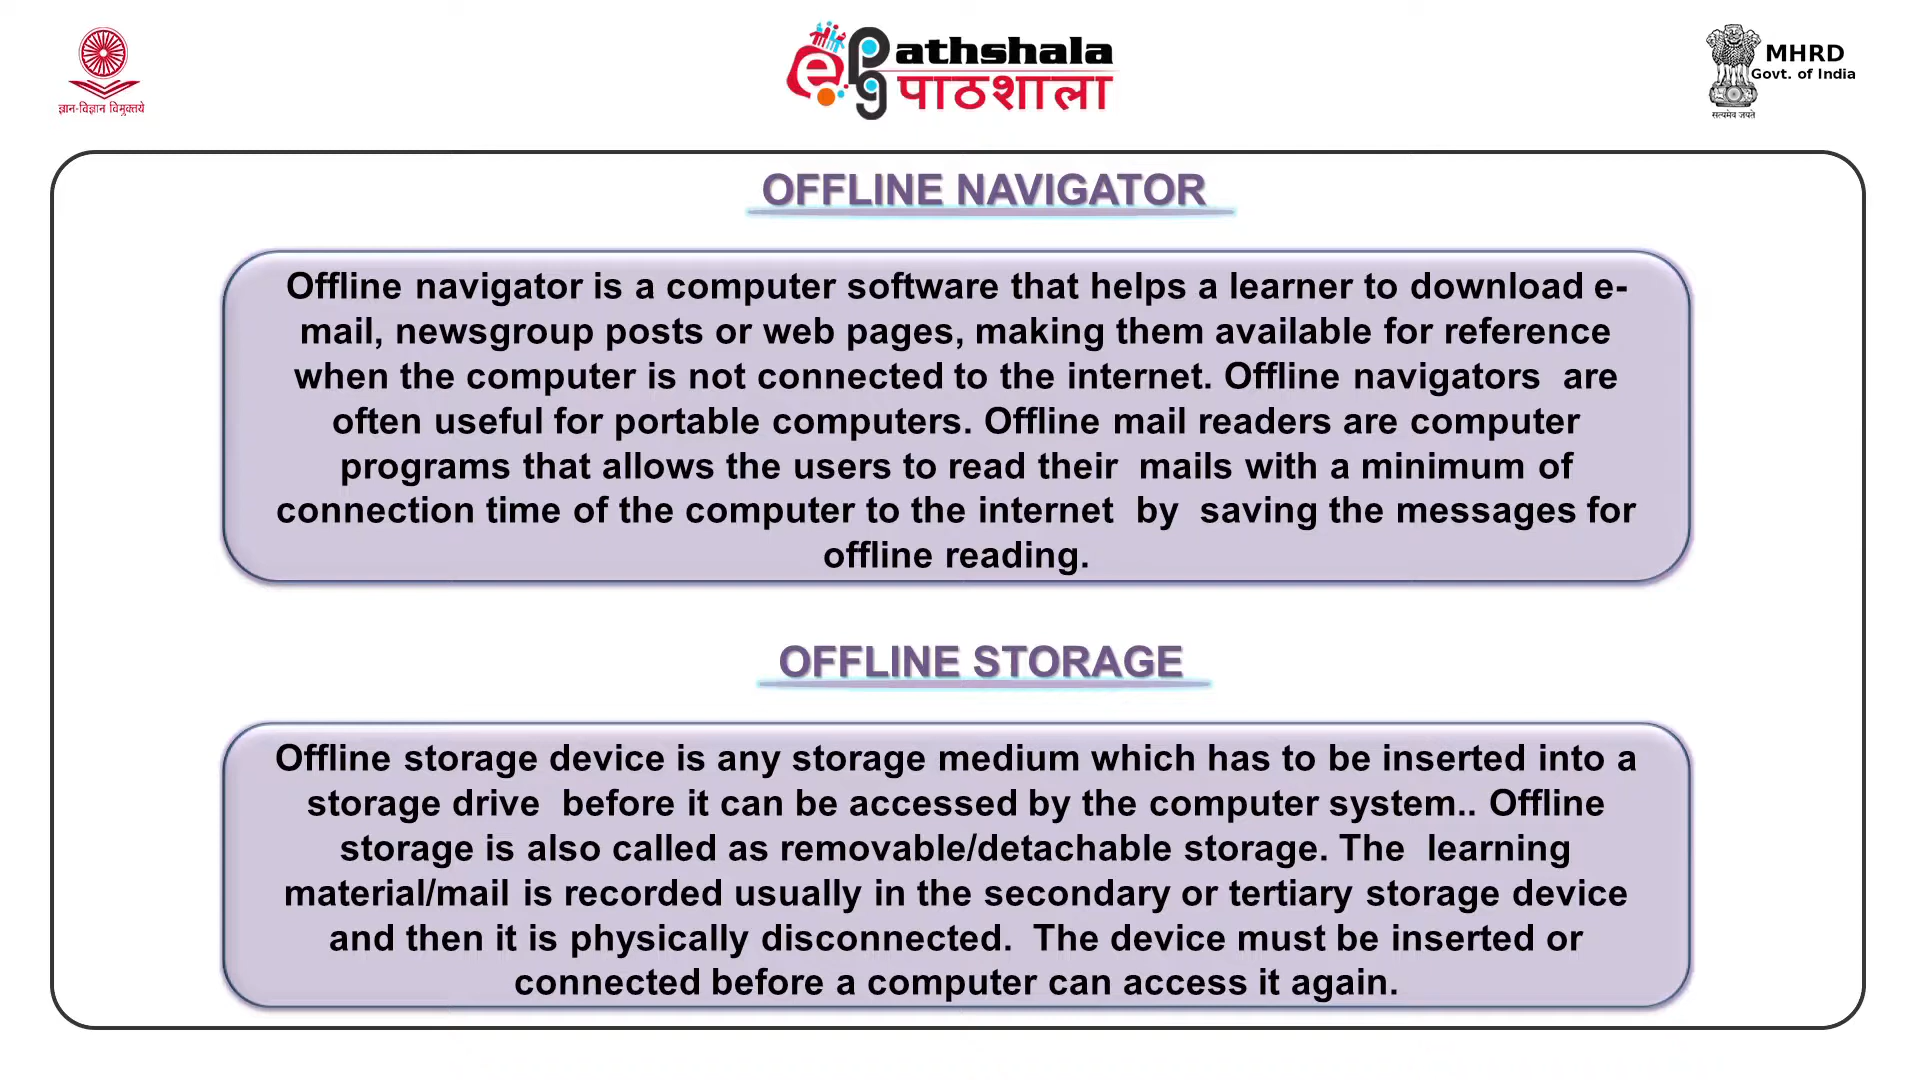 ज्ञान-विज्ञान विमुक्तये
epg athshala
पाठशाला
MHRD
Govt. of India
सत्यमेव जयते
OFFLINE NAVIGATOR
Offline navigator is a computer software that helps a learner to download e-
mail, newsgroup posts or web pages, making them available for reference
when the computer is not connected to the internet. Offline navigators  are
often useful for portable computers. Offline mail readers are computer
programs that allows the users to read their  mails with a minimum of
connection time of the computer to the internet  by  saving the messages for
offline reading.
OFFLINE STORAGE
Offline storage device is any storage medium which has to be inserted into a
storage drive  before it can be accessed by the computer system.. Offline
storage is also called as removable/detachable storage. The  learning
material/mail is recorded usually in the secondary or tertiary storage device
and then it is physically disconnected.  The device must be inserted or
connected before a computer can access it again.